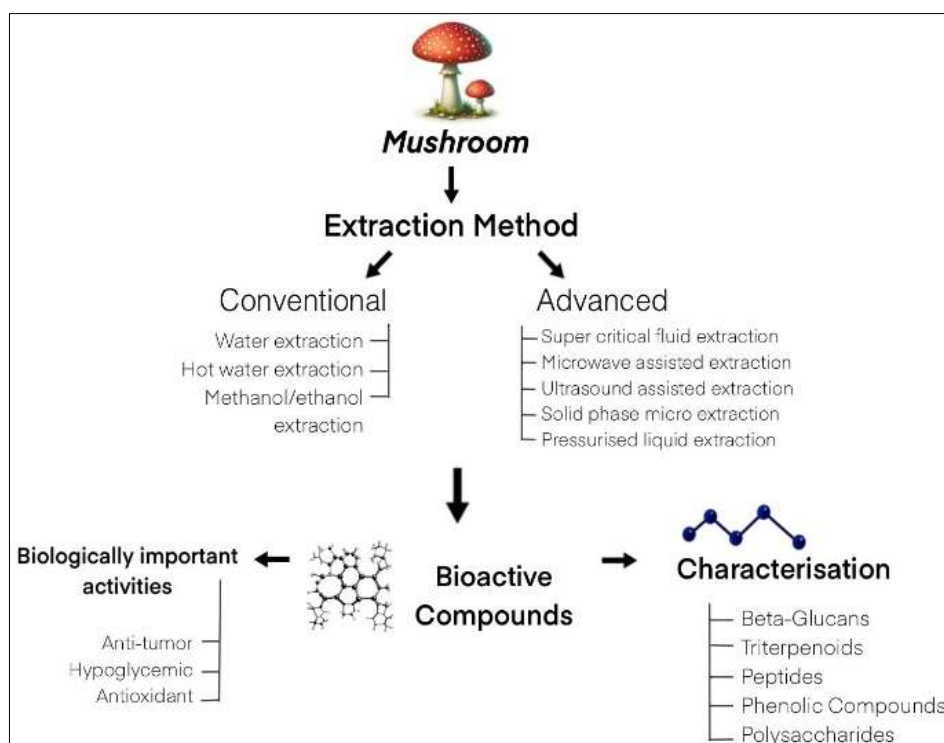 Mushroom
Extraction Method
Conventional
Water extraction
Hot water extraction
Methanol/ethanol
extraction
Advanced
Super critical fluid extraction
Microwave assisted extraction
Ultrasound assisted extraction
Solid phase micro extraction
Pressurised liquid extraction
Biologically important
activities
Anti-tumor
Hypoglycemic
Antioxidant
Bioactive
Compounds
Characterisation
Beta-Glucans
Triterpenoids
Peptides
Phenolic Compounds
Polysaccharides